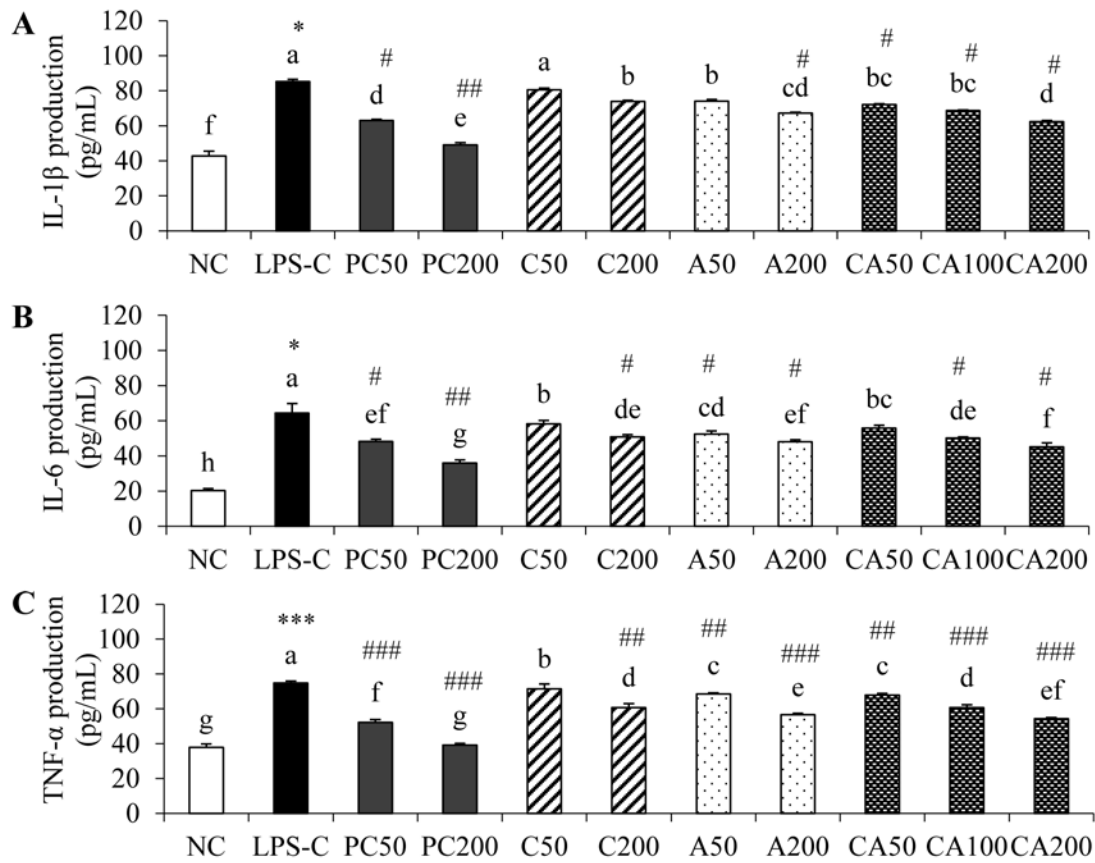 A
IL-1β production
(pg/mL)
120
100
80
60
40
20
0
*
#
##
#
#
#
#
f
a
d
e
a
b
b
cd
bc
bc
d
NC LPS-C PC50 PC200 C50 C200 A50 A200 CA50 CA100 CA200
B
IL-6 production
(pg/mL)
120
100
80
60
40
20
0
*
#
##
#
#
#
#
#
h
a
ef
g
b
de
cd
ef
bc
de
f
NC LPS-C PC50 PC200 C50 C200 A50 A200 CA50 CA100 CA200
C
TNF-α production
(pg/mL)
120
100
80
60
40
20
0
***
###
###
##
##
###
##
###
###
g
a
f
g
b
d
c
e
c
d
ef
NC LPS-C PC50 PC200 C50 C200 A50 A200 CA50 CA100 CA200